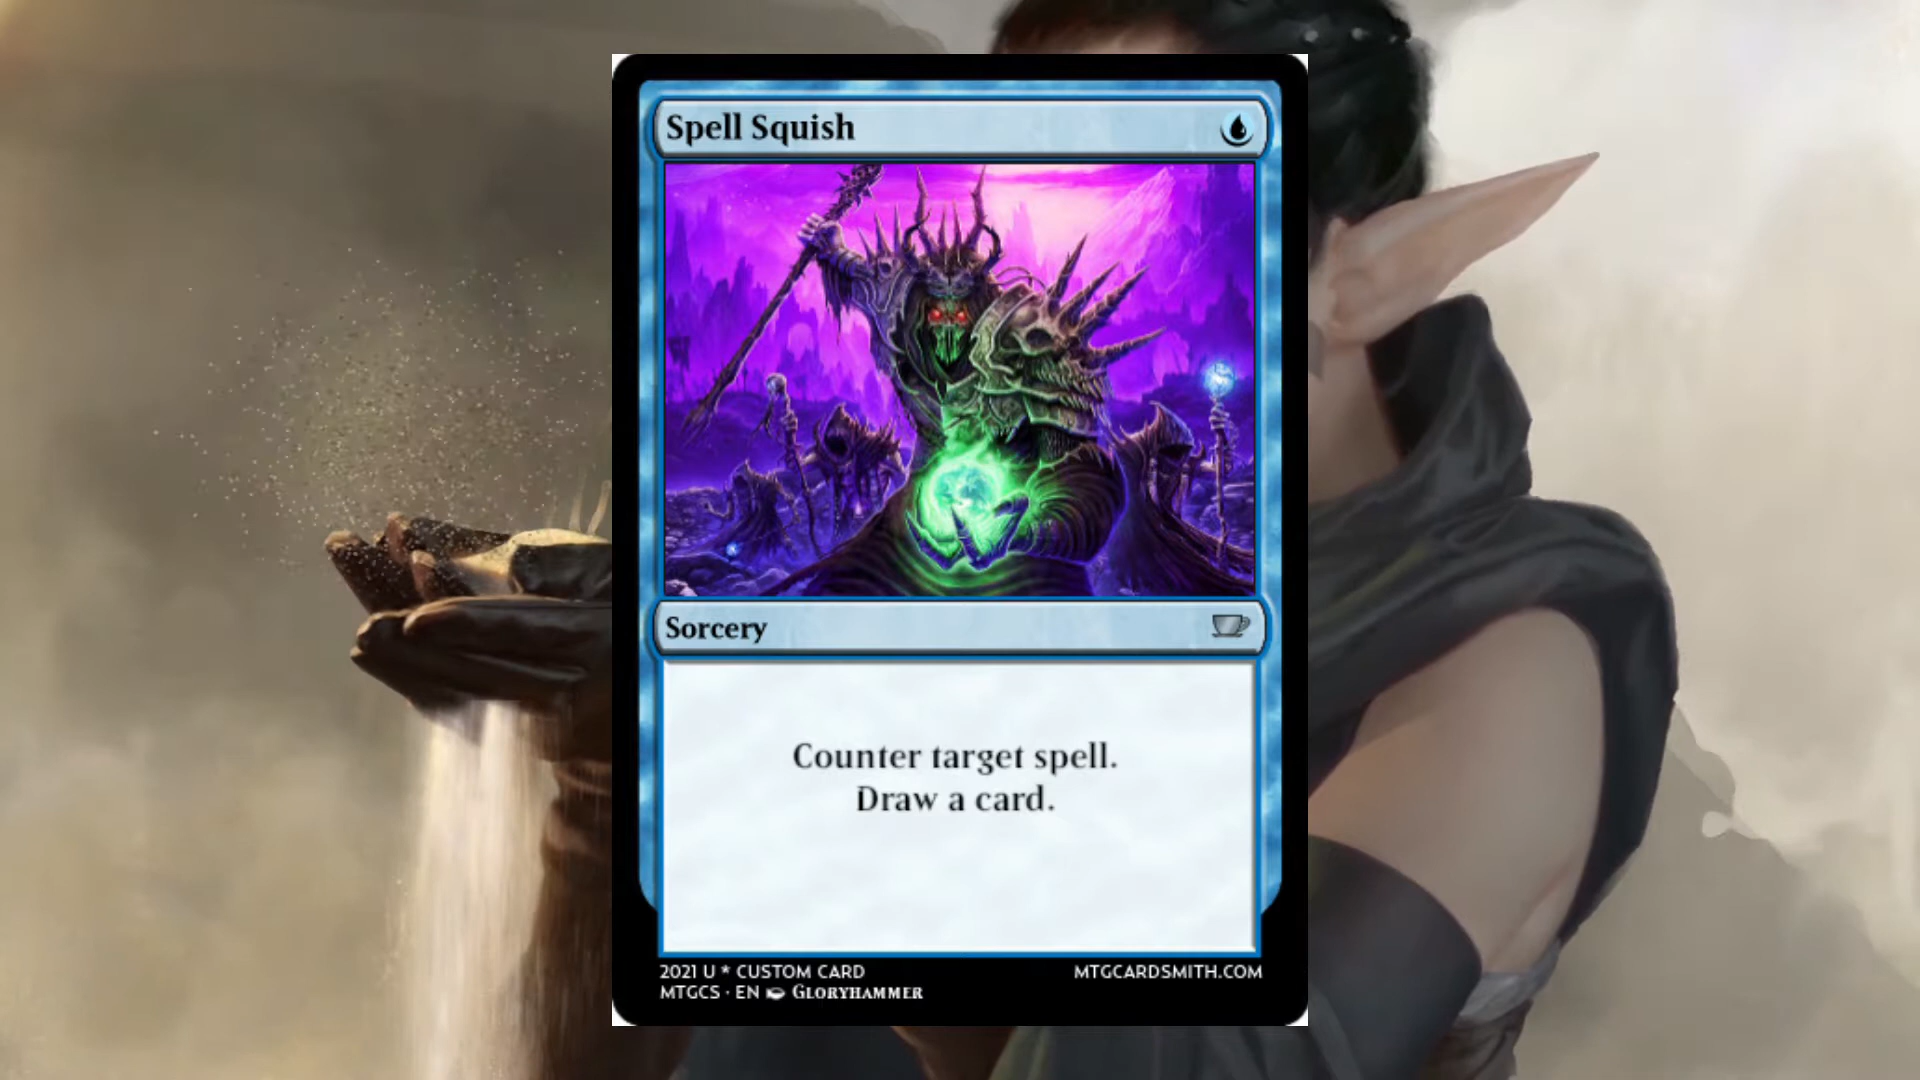 Spell Squish
Sorcery
Counter target spell.
Draw a card.
2021 U * CUSTOM CARD
MTGCARDSMITH.COM
MTGCS · EN GLORYHAMMER